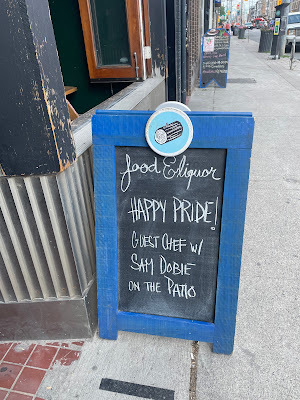 food & liquor
HAPPY PRIDE!
GUEST CHEF W/
SAM DOBIE
ON THE PATIO